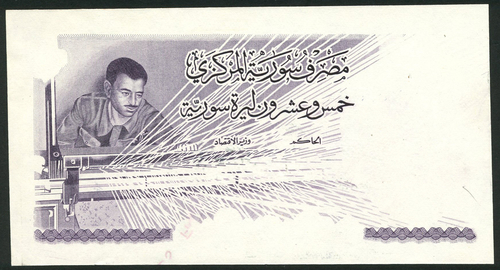 مصرف سورية المركزي
خمس وعشرون ليرة سورية
الحاكم وزير الاقتصاد